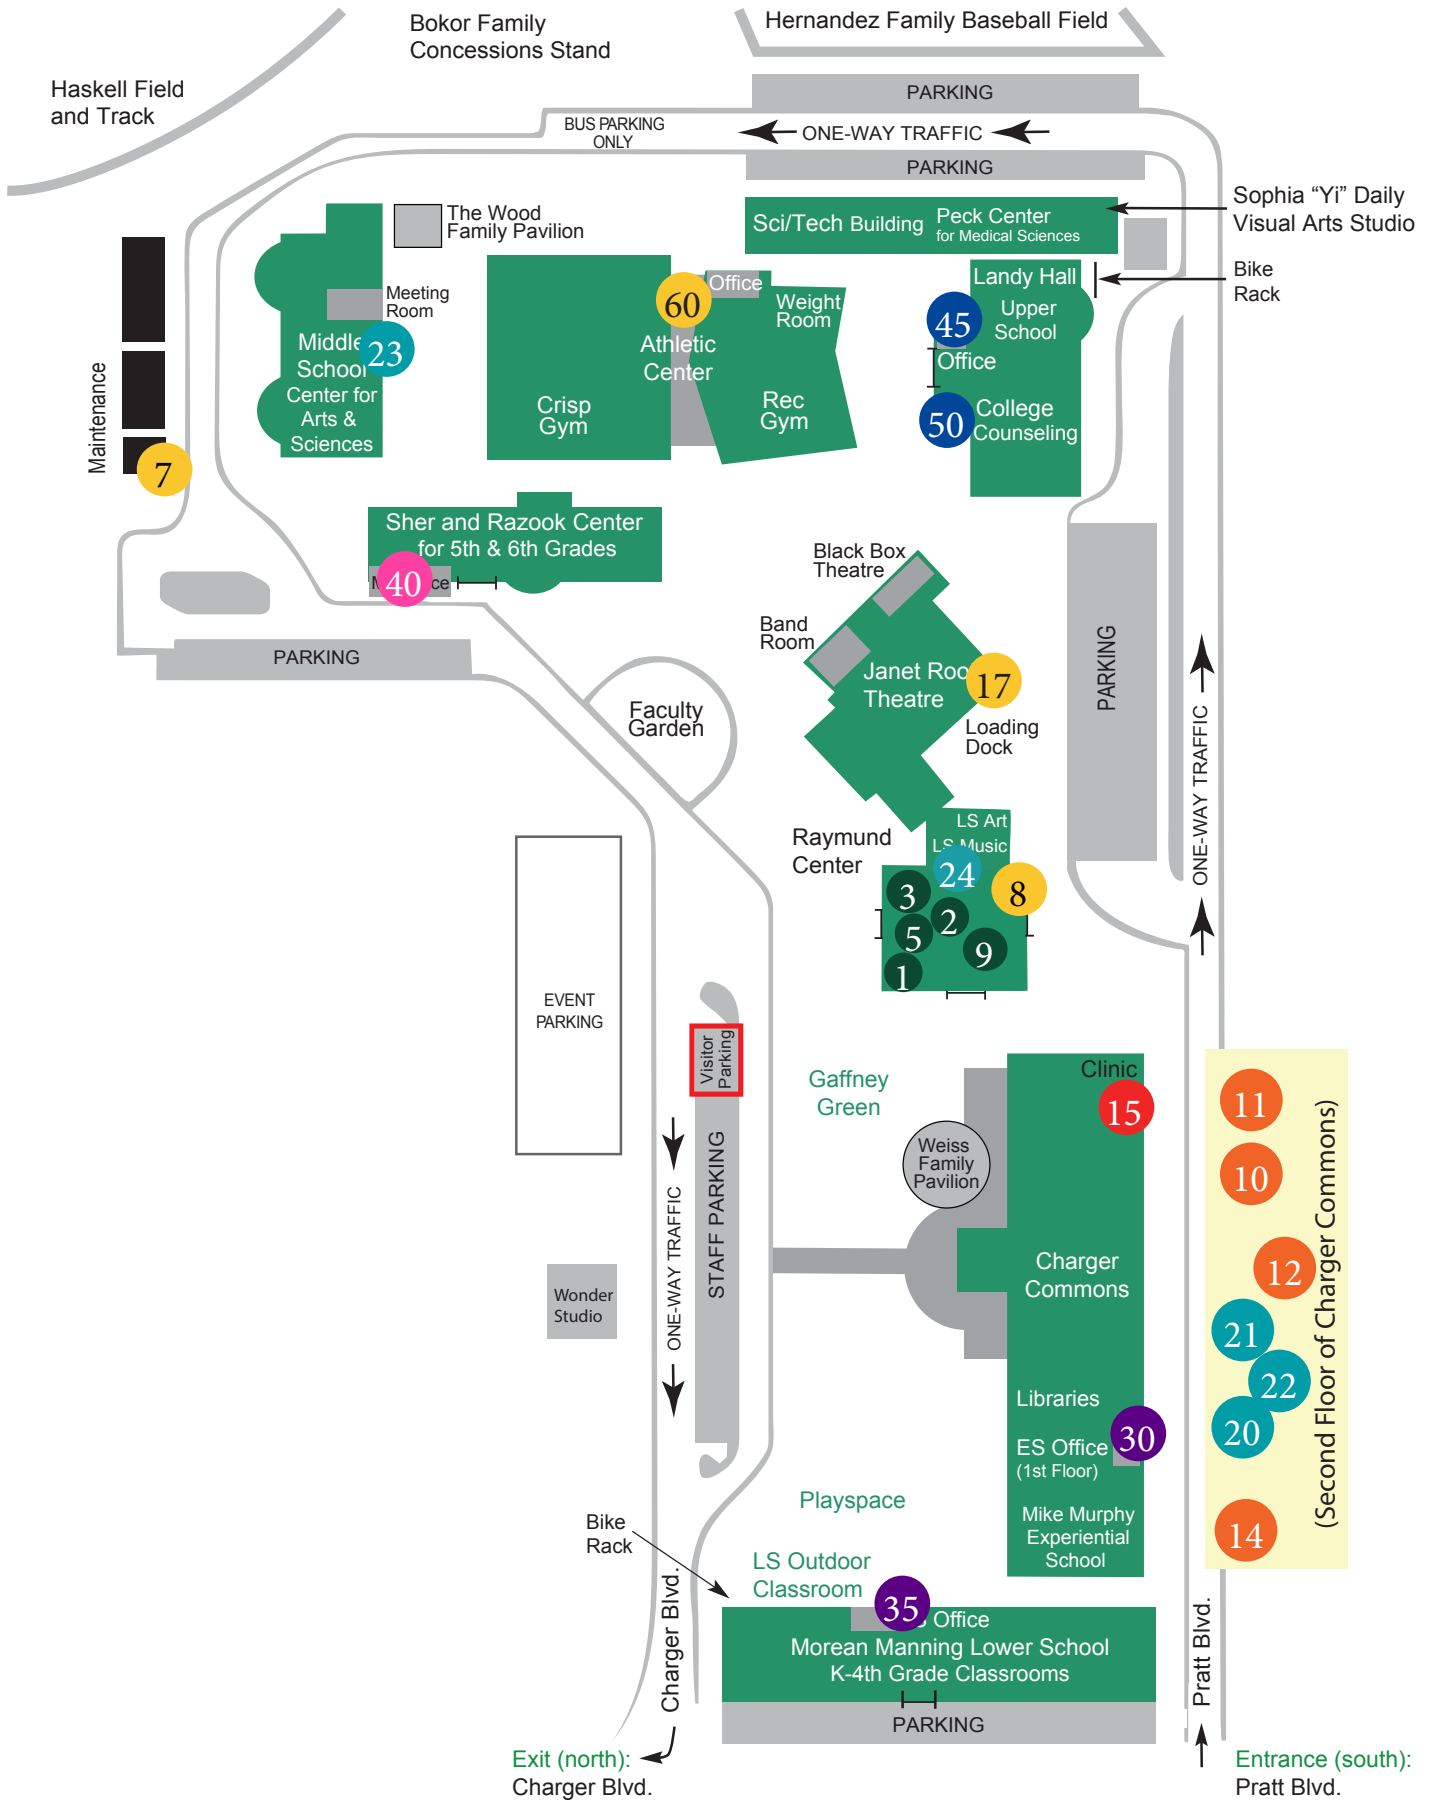 Bokor Family
Concessions Stand
Hernandez Family Baseball Field
Haskell Field
and Track
PARKING
BUS PARKING
ONLY
ONE-WAY TRAFFIC
PARKING
Sophia “Yi” Daily
Visual Arts Studio
The Wood
Family Pavilion
Sci/Tech Building
Peck Center
for Medical Sciences
Bike
Rack
Landy Hall
Upper
School
45
Office
50
College
Counseling
Meeting
Room
Middle
School
23
Center for
Arts &
Sciences
Office
60
Weight
Room
Athletic
Center
Crisp
Gym
Rec
Gym
Maintenance
7
Sher and Razook Center
for 5th & 6th Grades
40
PARKING
Black Box
Theatre
Band
Room
Janet
Theatre
17
Loading
Dock
PARKING
ONE-WAY TRAFFIC
Faculty
Garden
LS Art
LS Music
Raymund
Center
24
8
3
2
5
9
1
EVENT
PARKING
Visitor
Parking
Gaffney
Green
Clinic
15
Weiss
Family
Pavilion
STAFF PARKING
ONE-WAY TRAFFIC
Charger
Commons
Wonder
Studio
11
10
12
21
22
20
14
(Second Floor of Charger Commons)
Libraries
30
ES Office
(1st Floor)
Mike Murphy
Experiential
School
Playspace
Bike
Rack
LS Outdoor
Classroom
35
Office
Morean Manning Lower School
K-4th Grade Classrooms
PARKING
Charger Blvd.
Pratt Blvd.
Exit (north):
Charger Blvd.
Entrance (south):
Pratt Blvd.